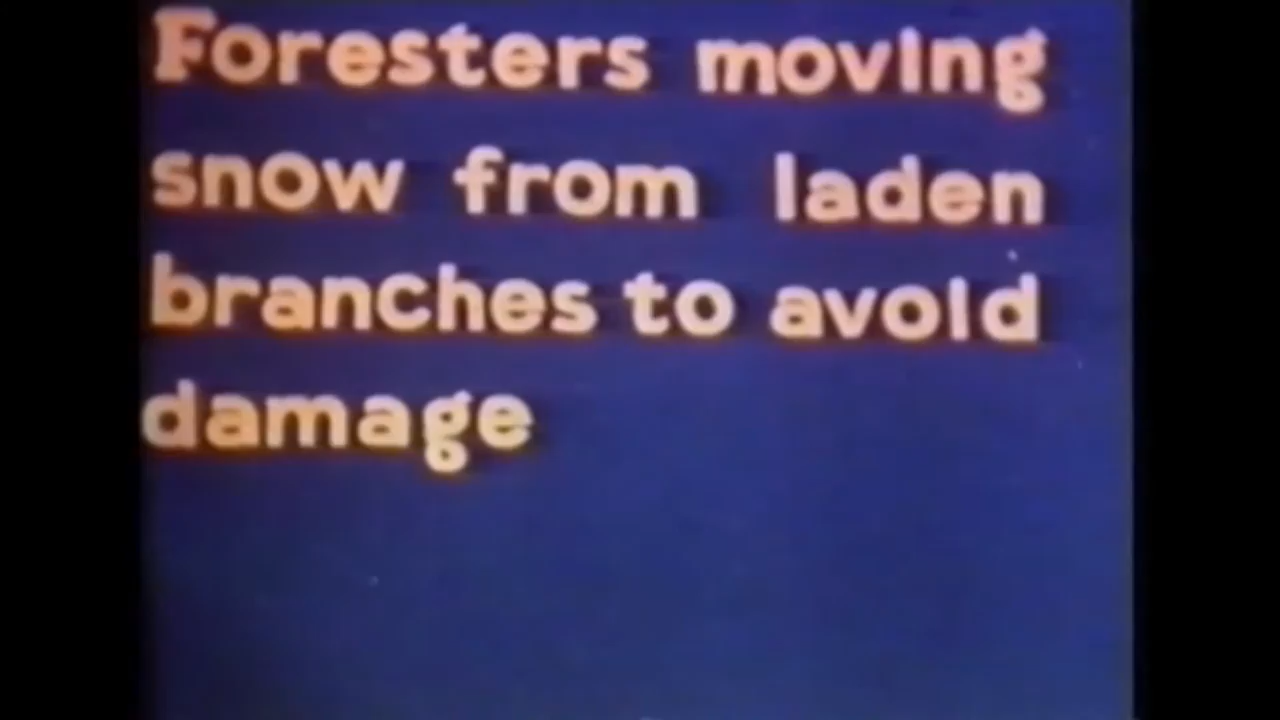 Foresters moving
snow from laden
branches to avoid
damage